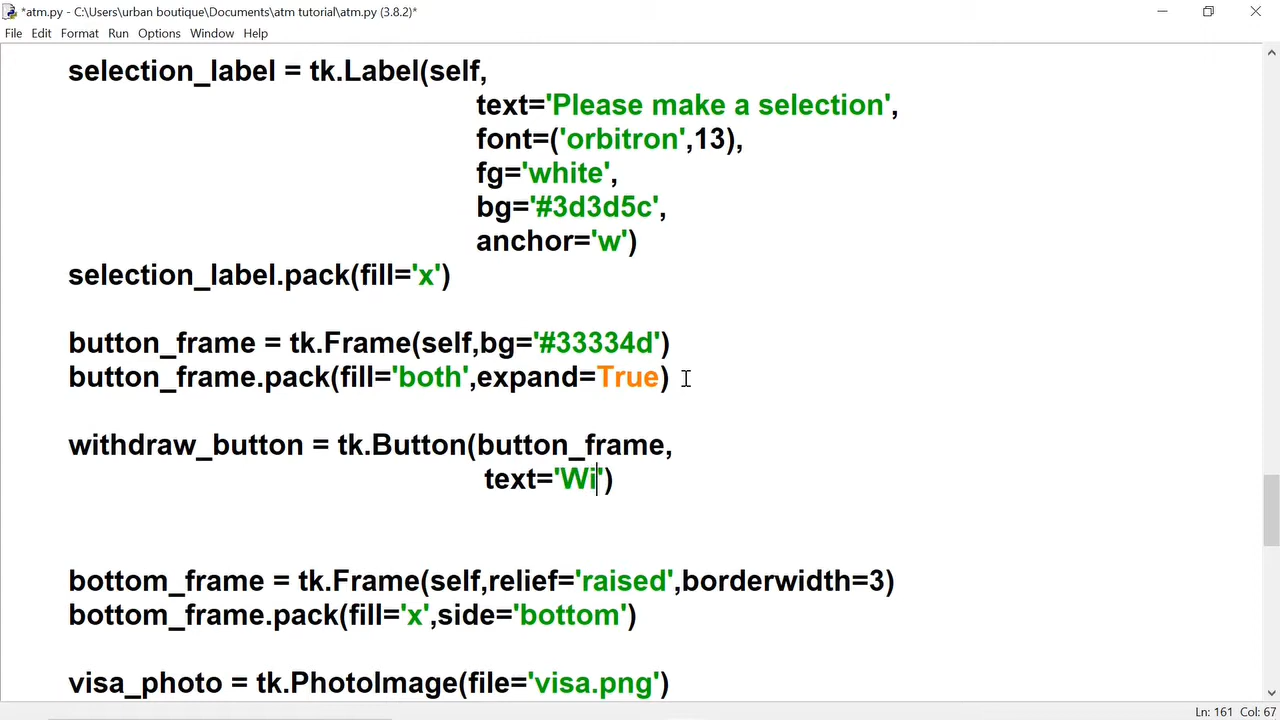 *atm.py - C:\Users\urban boutique\Documents\atm tutorial\atm.py (3.8.2)*
File Edit Format Run Options Window Help
selection_label = tk.Label(self,
text='Please make a selection',
font=('orbitron',13),
fg='white',
bg='#3d3d5c',
anchor='w')
selection_label.pack(fill='x')
button_frame = tk.Frame(self,bg='#33334d')
button_frame.pack(fill='both',expand=True)
withdraw_button = tk.Button(button_frame,
text='Wi')
bottom_frame = tk.Frame(self,relief='raised',borderwidth=3)
bottom_frame.pack(fill='x',side='bottom')
visa_photo = tk.PhotoImage(file='visa.png')
Ln: 161 Col: 67